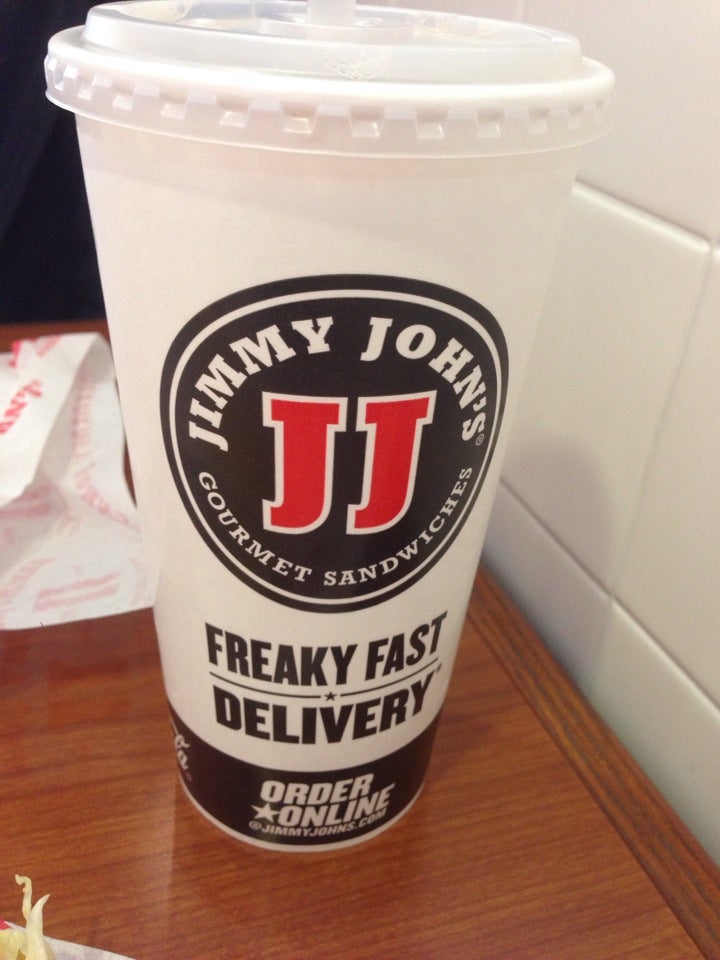 JIMMY JOHN'S®
JJ
GOURMET SANDWICHES
FREAKY FAST
DELIVERY®
ORDER
ONLINE
@JIMMYJOHNS.COM